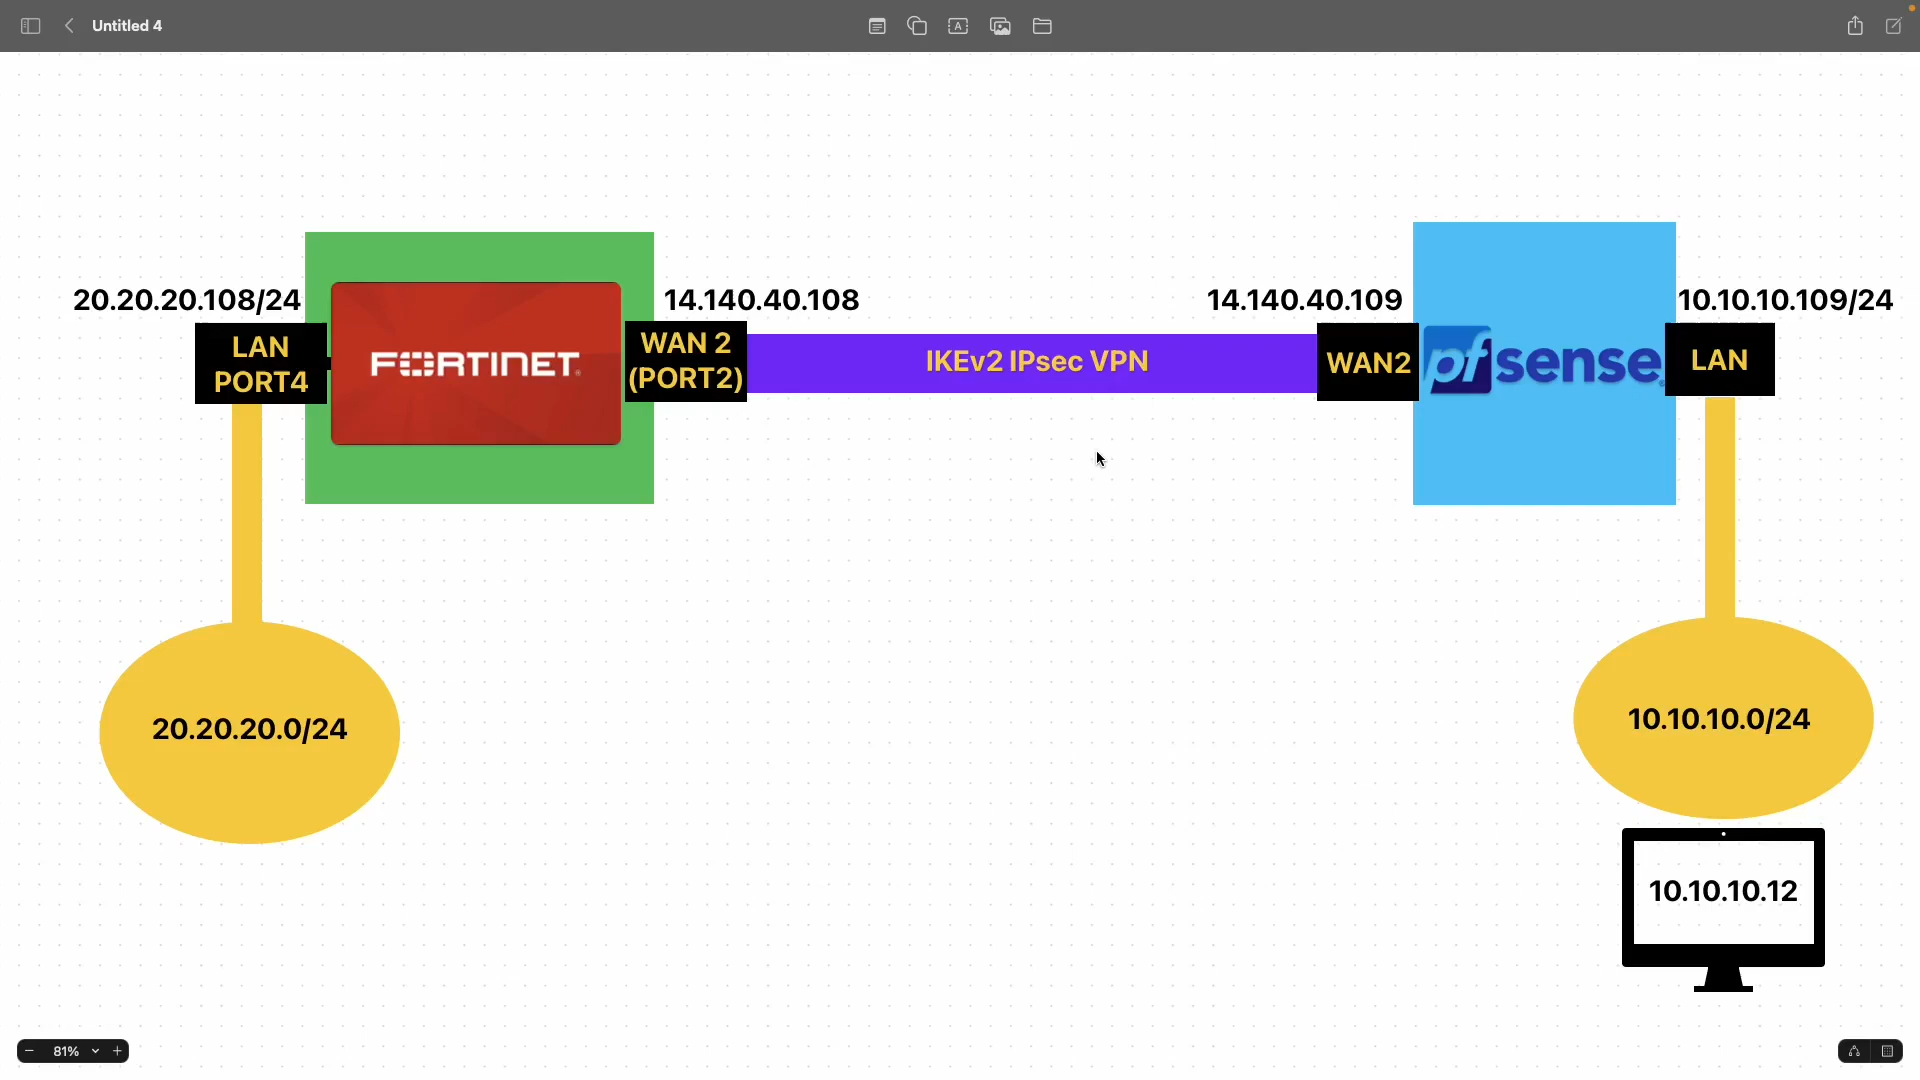 Untitled 4
20.20.20.108/24
14.140.40.108
14.140.40.109
10.10.10.109/24
LAN
PORT4
FORTINET
WAN 2
(PORT2)
IKEv2 IPsec VPN
WAN2
pfsense
LAN
20.20.20.0/24
10.10.10.0/24
10.10.10.12
81%